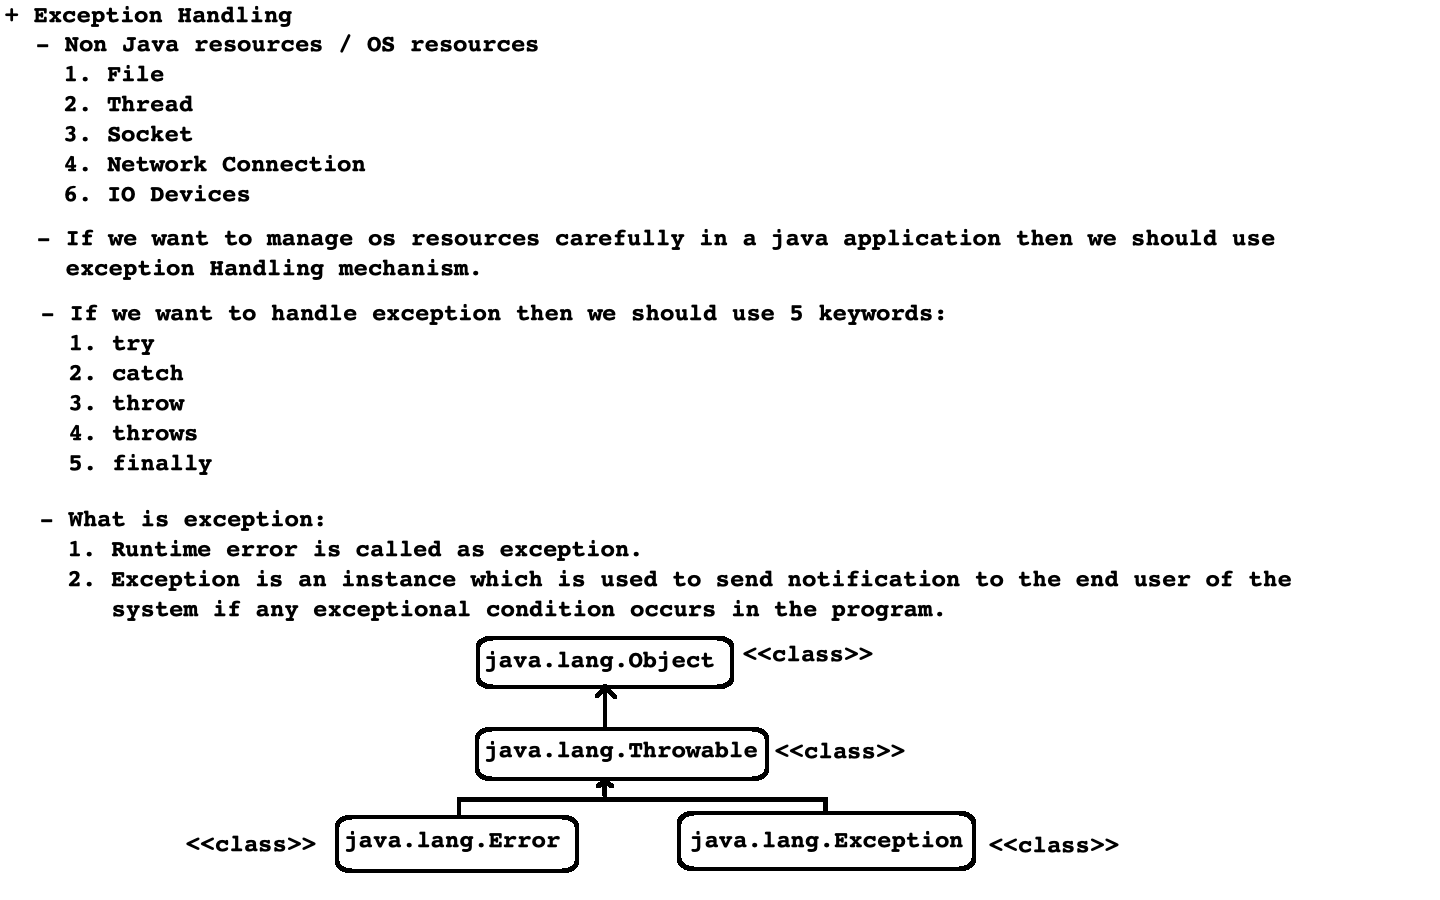 + Exception Handling
- Non Java resources / OS resources
1. File
2. Thread
3. Socket
4. Network Connection
6. IO Devices
- If we want to manage os resources carefully in a java application then we should use
exception Handling mechanism.
- If we want to handle exception then we should use 5 keywords:
1. try
2. catch
3. throw
4. throws
5. finally
- What is exception:
1. Runtime error is called as exception.
2. Exception is an instance which is used to send notification to the end user of the
system if any exceptional condition occurs in the program.
java.lang.Object <<class>>
java.lang.Throwable <<class>>
<<class>> java.lang.Error java.lang.Exception <<class>>